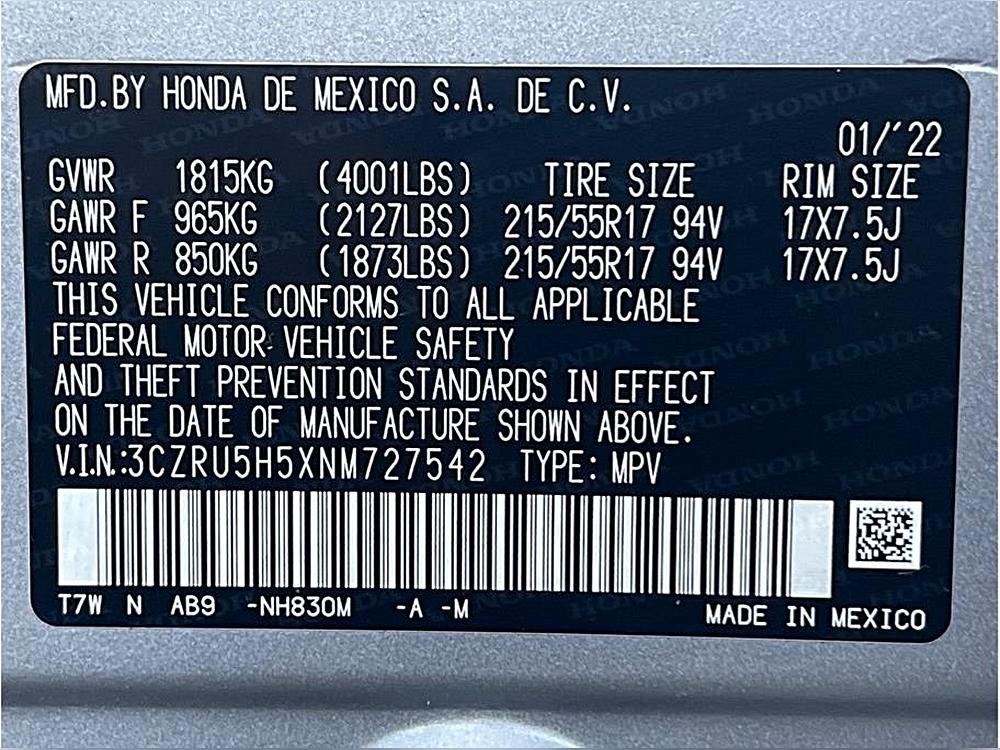 MFD.BY HONDA DE MEXICO S.A. DE C.V.
01/'22
GVWR 1815KG (4001LBS) TIRE SIZE RIM SIZE
GAWR F 965KG (2127LBS) 215/55R17 94V 17X7.5J
GAWR R 850KG (1873LBS) 215/55R17 94V 17X7.5J
THIS VEHICLE CONFORMS TO ALL APPLICABLE
FEDERAL MOTOR VEHICLE SAFETY
AND THEFT PREVENTION STANDARDS IN EFFECT
ON THE DATE OF MANUFACTURE SHOWN ABOVE.
V.I.N.:3CZRU5H5XNM727542 TYPE: MPV
T7W N AB9 -NH830M -A -M
MADE IN MEXICO